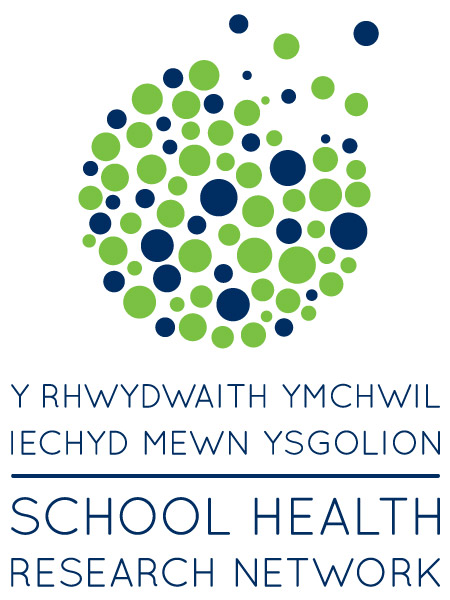 Y RHWYDWAITH YMCHWIL
IECHYD MEWN YSGOLION
SCHOOL HEALTH
RESEARCH NETWORK